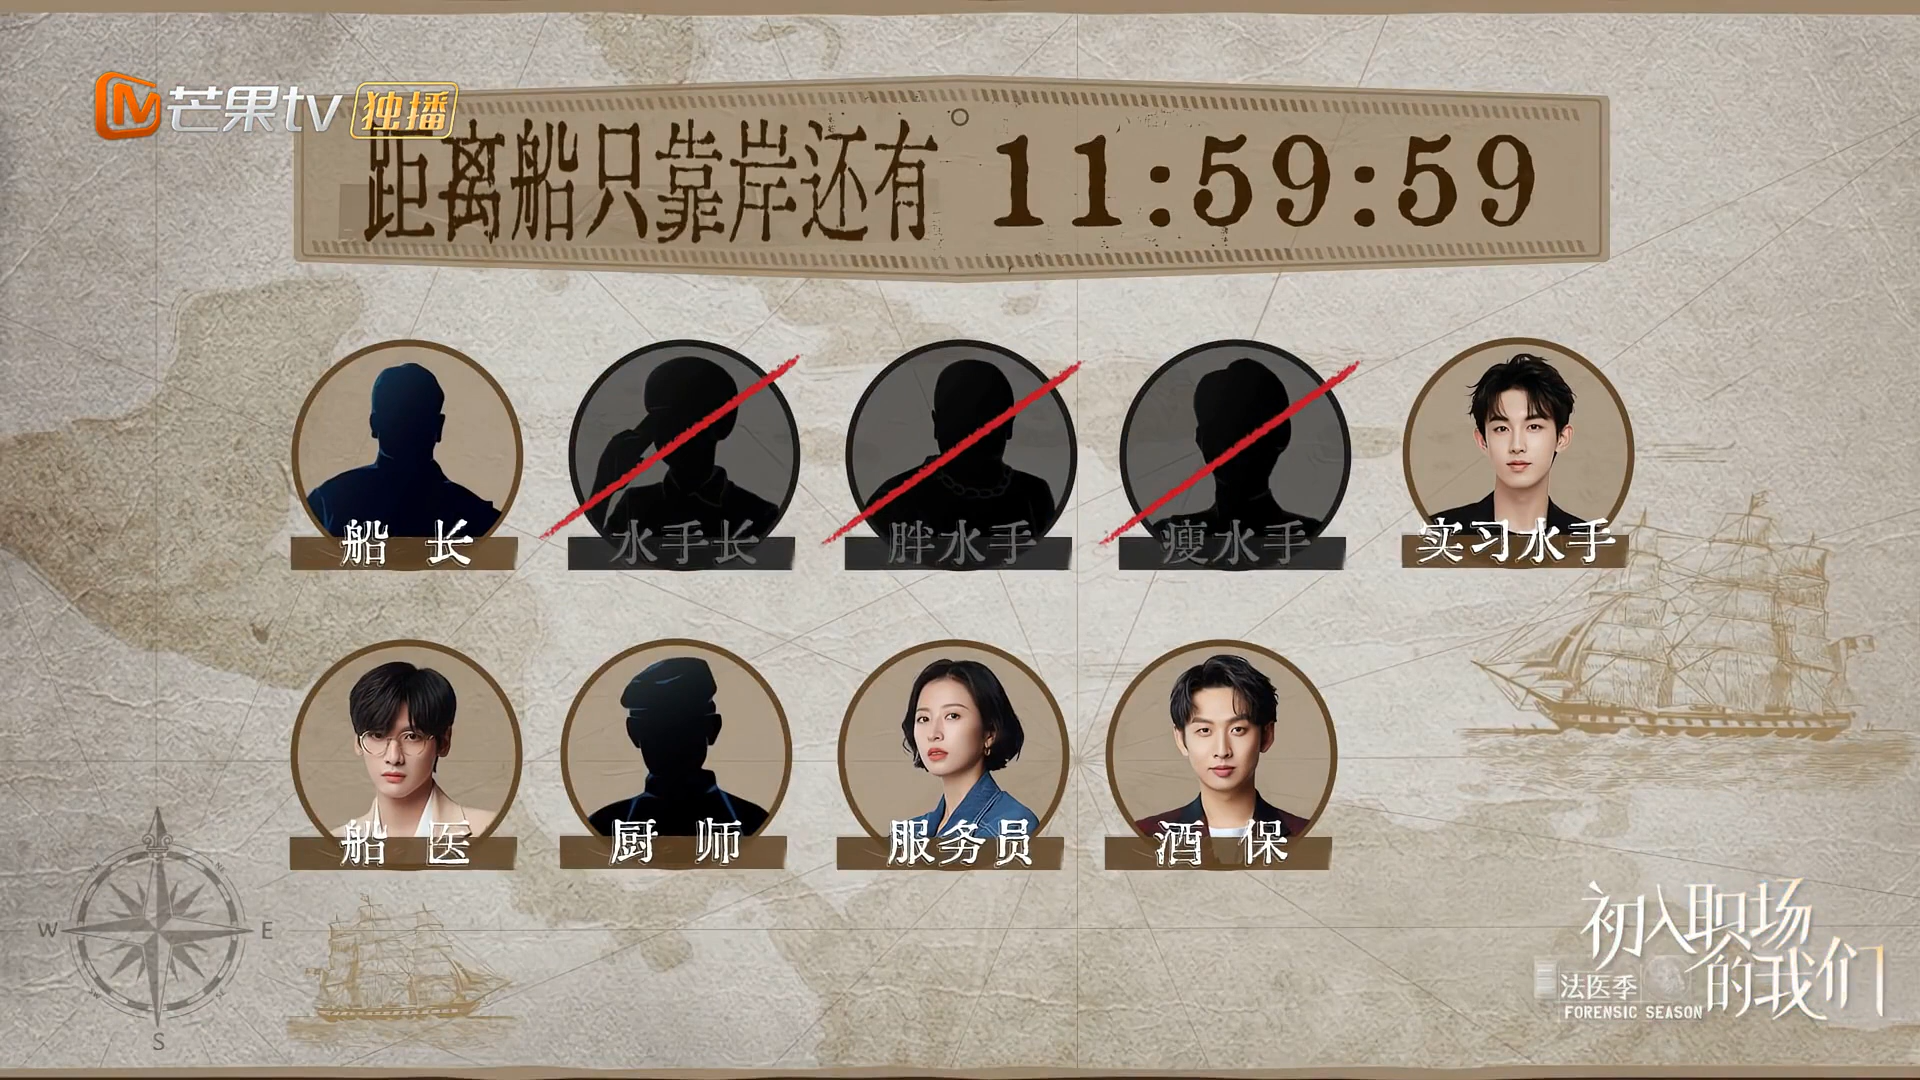 芒果tv 独播
距离船只靠岸还有 11:59:59
船长 水手长 胖水手 瘦水手 实习水手
船医 厨师 服务员 酒保
W E S
初入职场的我们
法医季
FORENSIC SEASON